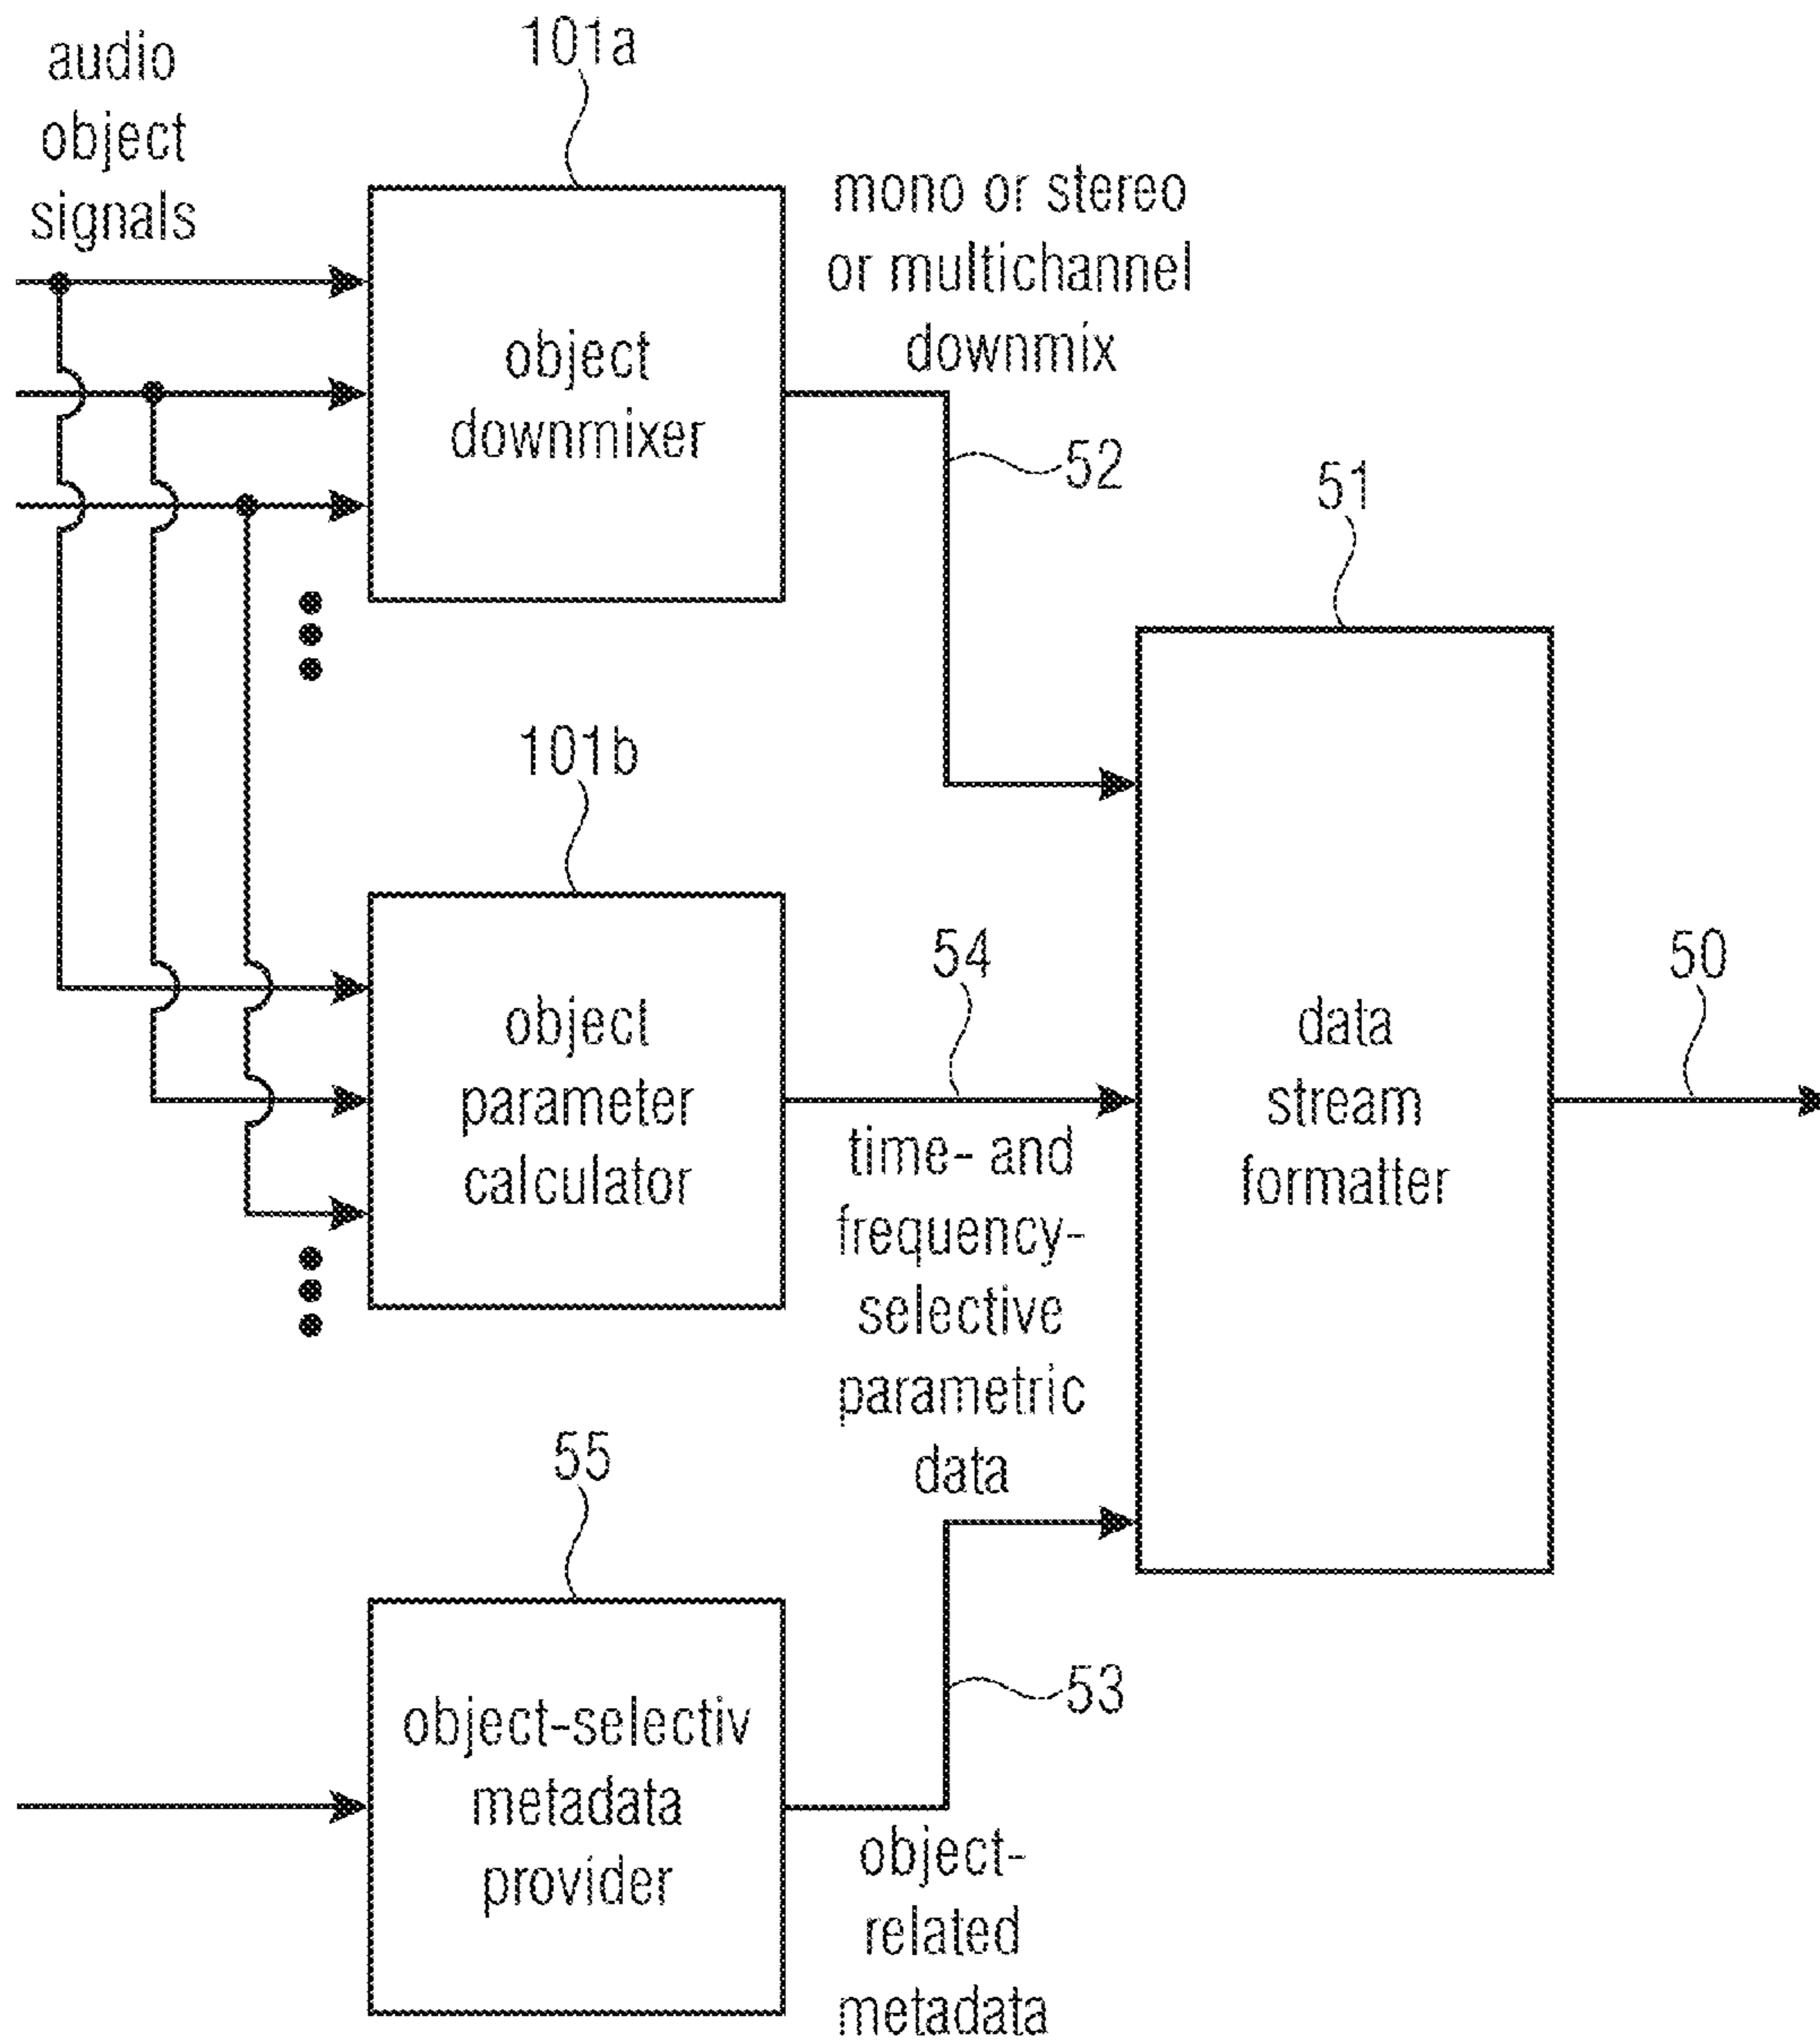 audio
object
signals
101a
object
downmixer
mono or stereo
or multichannel
downmix
52
51
101b
object
parameter
calculator
54
time- and
frequency-
selective
parametric
data
data
stream
formatter
50
55
object-selectiv
metadata
provider
53
object-
related
metadata